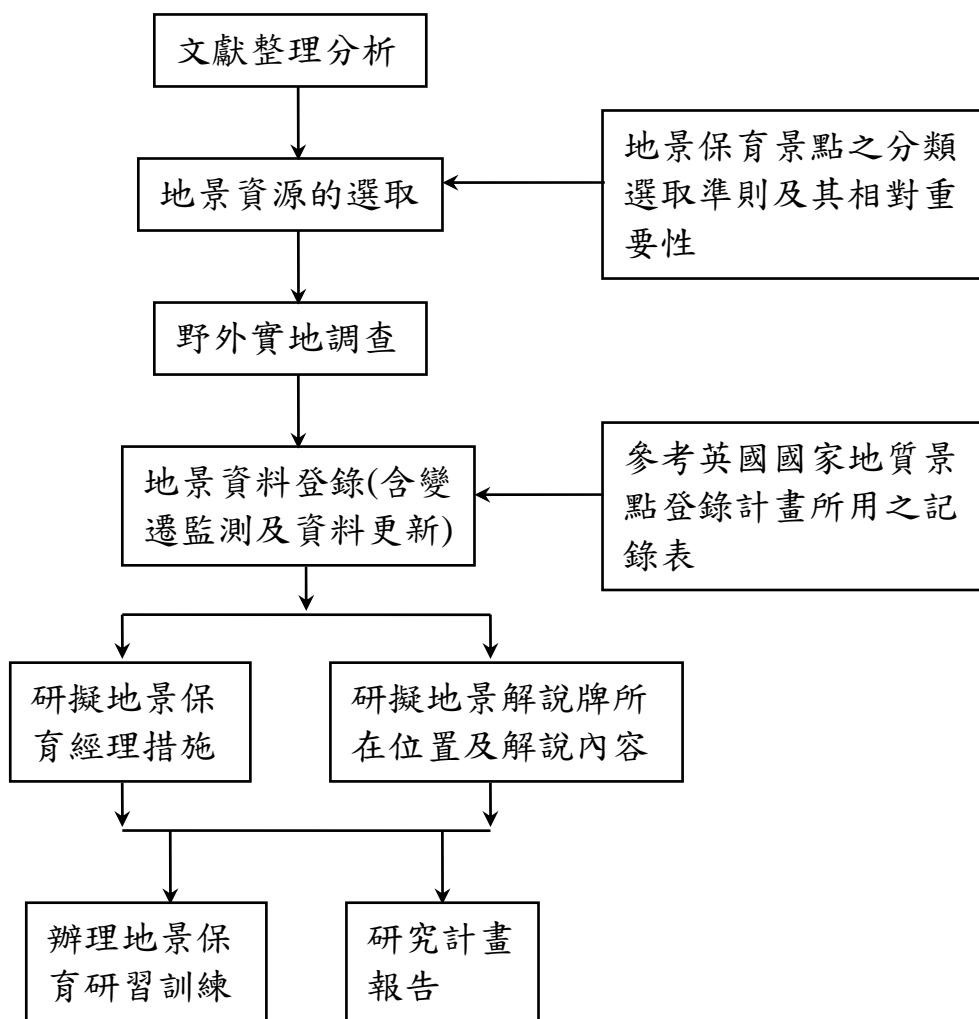 文獻整理分析
地景資源的選取
地景保育景點之分類
選取準則及其相對重
要性
野外實地調查
地景資料登錄(含變
遷監測及資料更新)
參考英國國家地質景
點登錄計畫所用之記
錄表
研擬地景保
育經理措施
研擬地景解說牌所
在位置及解說內容
辦理地景保
育研習訓練
研究計畫
報告